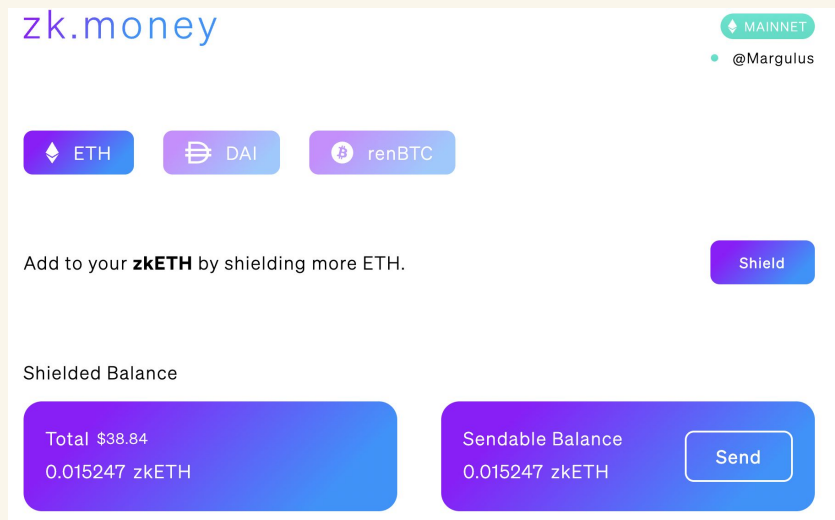 zk.money
MAINNET
@Margulus
ETH
DAI
renBTC
Add to your zkETH by shielding more ETH.
Shield
Shielded Balance
Total $38.84
0.015247 zkETH
Sendable Balance
0.015247 zkETH
Send